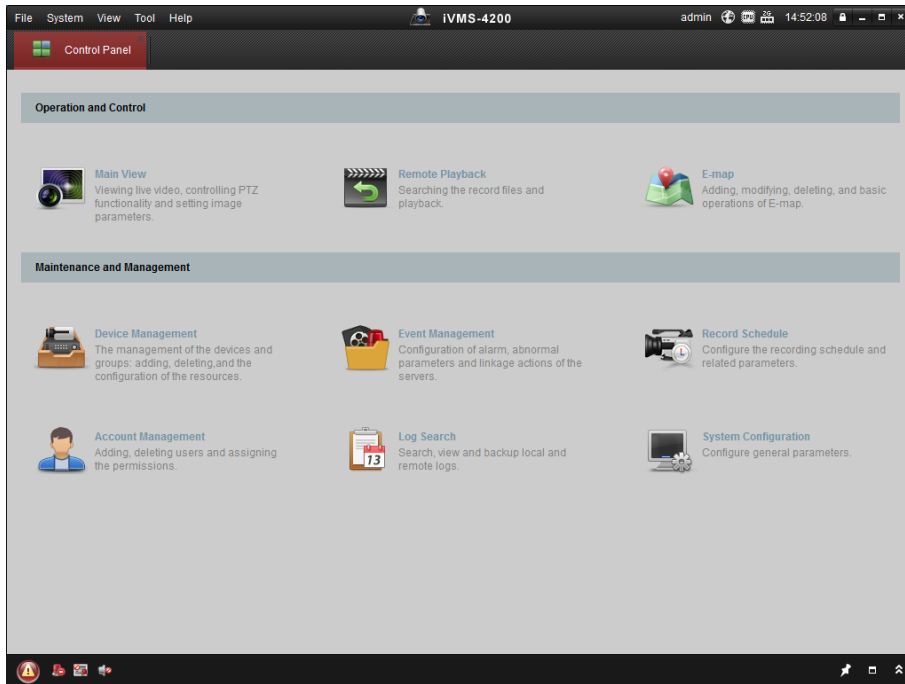 File System View Tool Help iVMS-4200 admin 14:52:08
Control Panel
Operation and Control
Main View
Viewing live video, controlling PTZ
functionality and setting image
parameters.
Remote Playback
Searching the record files and
playback.
E-map
Adding, modifying, deleting, and basic
operations of E-map.
Maintenance and Management
Device Management
The management of the devices and
groups: adding, deleting,and the
configuration of the resources.
Event Management
Configuration of alarm, abnormal
parameters and linkage actions of the
servers.
Record Schedule
Configure the recording schedule and
related parameters.
Account Management
Adding, deleting users and assigning
the permissions.
13
Log Search
Search, view and backup local and
remote logs.
System Configuration
Configure general parameters.